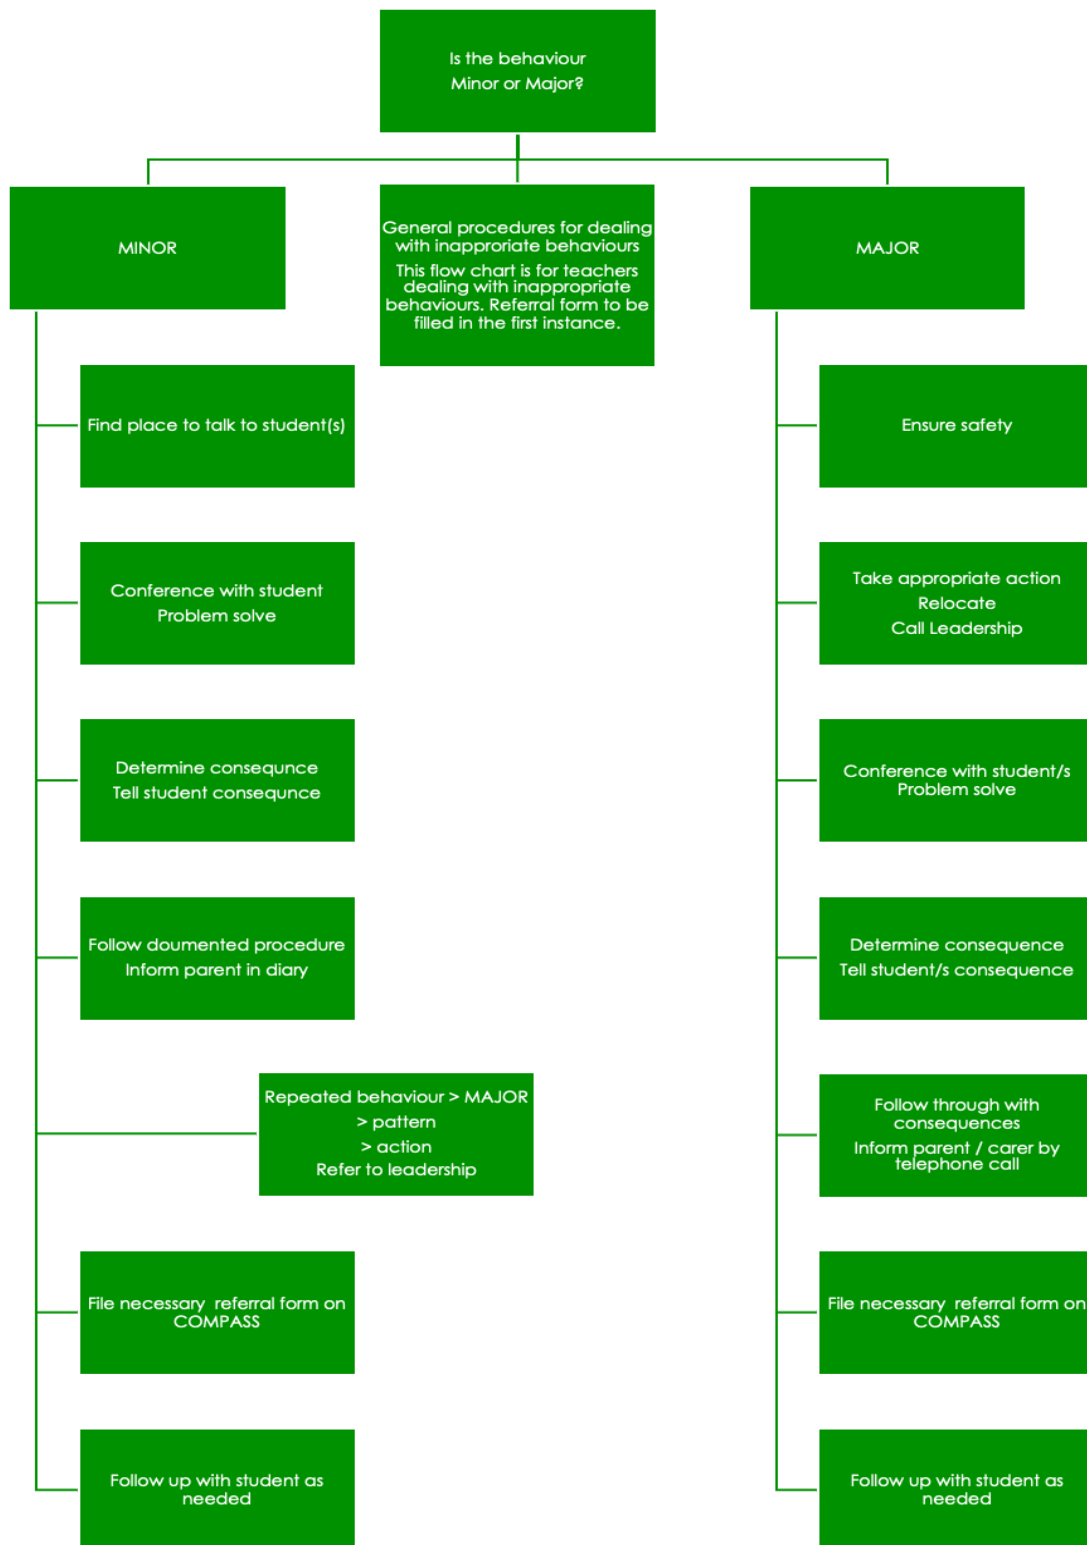 Is the behaviour
Minor or Major?
MINOR
General procedures for dealing
with inapproriate behaviours
This flow chart is for teachers
dealing with inappropriate
behaviours. Referral form to be
filled in the first instance.
MAJOR
Find place to talk to student(s)
Conference with student
Problem solve
Determine consequnce
Tell student consequnce
Follow doumented procedure
Inform parent in diary
Repeated behaviour > MAJOR
> pattern
> action
Refer to leadership
File necessary  referral form on
COMPASS
Follow up with student as
needed
Ensure safety
Take appropriate action
Relocate
Call Leadership
Conference with student/s
Problem solve
Determine consequence
Tell student/s consequence
Follow through with
consequences
Inform parent / carer by
telephone call
File necessary  referral form on
COMPASS
Follow up with student as
needed